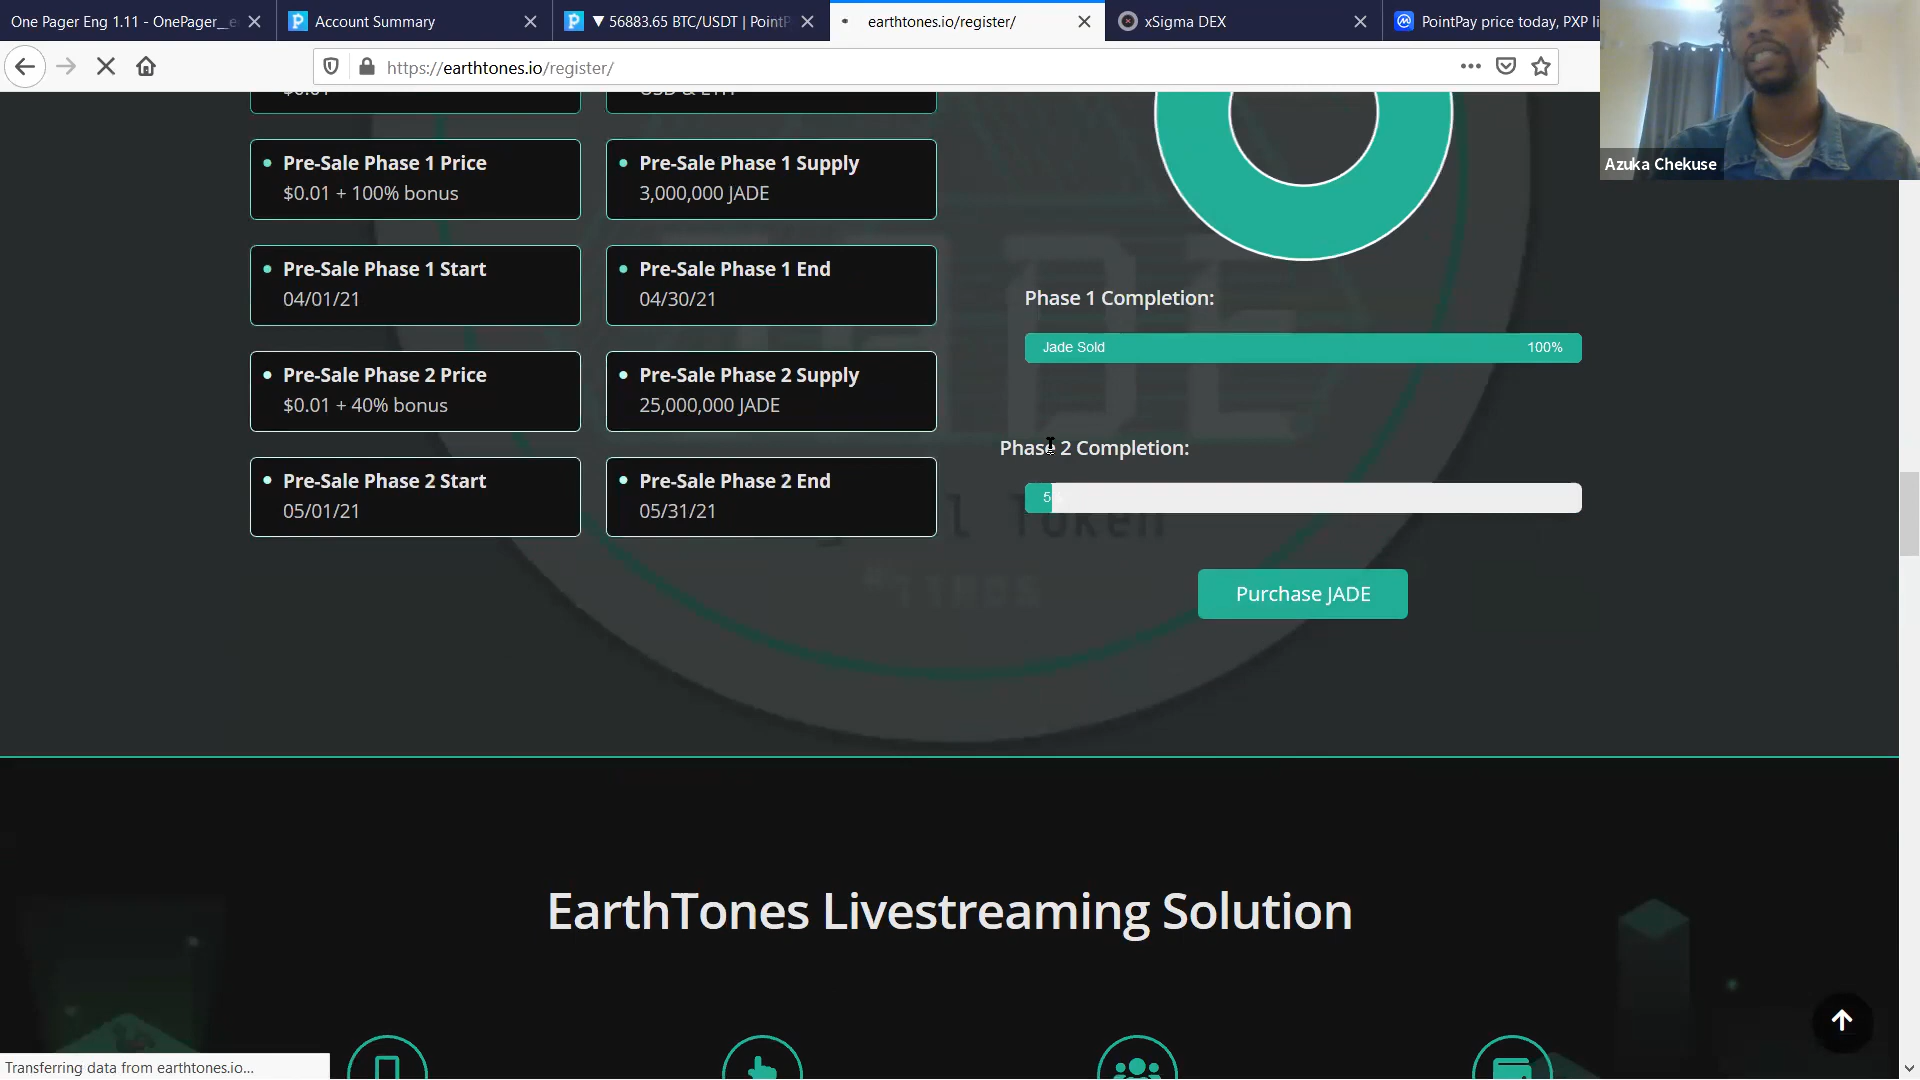 One Pager Eng 1.11 - OnePager_
Account Summary
▼ 56883.65 BTC/USDT | PointP
earthtones.io/register/
xSigma DEX
PointPay price today, PXP li
https://earthtones.io/register/
Azuka Chekuse
Pre-Sale Phase 1 Price
$0.01 + 100% bonus
Pre-Sale Phase 1 Supply
3,000,000 JADE
Pre-Sale Phase 1 Start
04/01/21
Pre-Sale Phase 1 End
04/30/21
Pre-Sale Phase 2 Price
$0.01 + 40% bonus
Pre-Sale Phase 2 Supply
25,000,000 JADE
Pre-Sale Phase 2 Start
05/01/21
Pre-Sale Phase 2 End
05/31/21
Phase 1 Completion:
Jade Sold 100%
Phase 2 Completion:
5
Token
Purchase JADE
EarthTones Livestreaming Solution
Transferring data from earthtones.io...